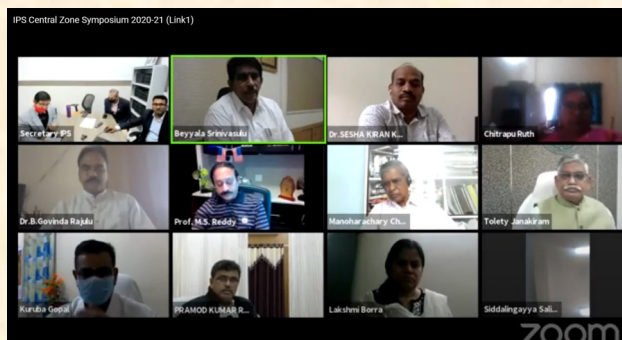 IPS Central Zone Symposium 2020-21 (Link1)
Secretary IPS
Beyyala Srinivasulu
Dr.SESHA KIRAN K...
Chitrapu Ruth
Dr.B.Govinda Rajulu
Prof. M.S. Reddy
Manoharachary Ch...
Tolety Janakiram
Kuruba Gopal
PRAMOD KUMAR R...
Lakshmi Borra
Siddalingayya Sali...
zoom